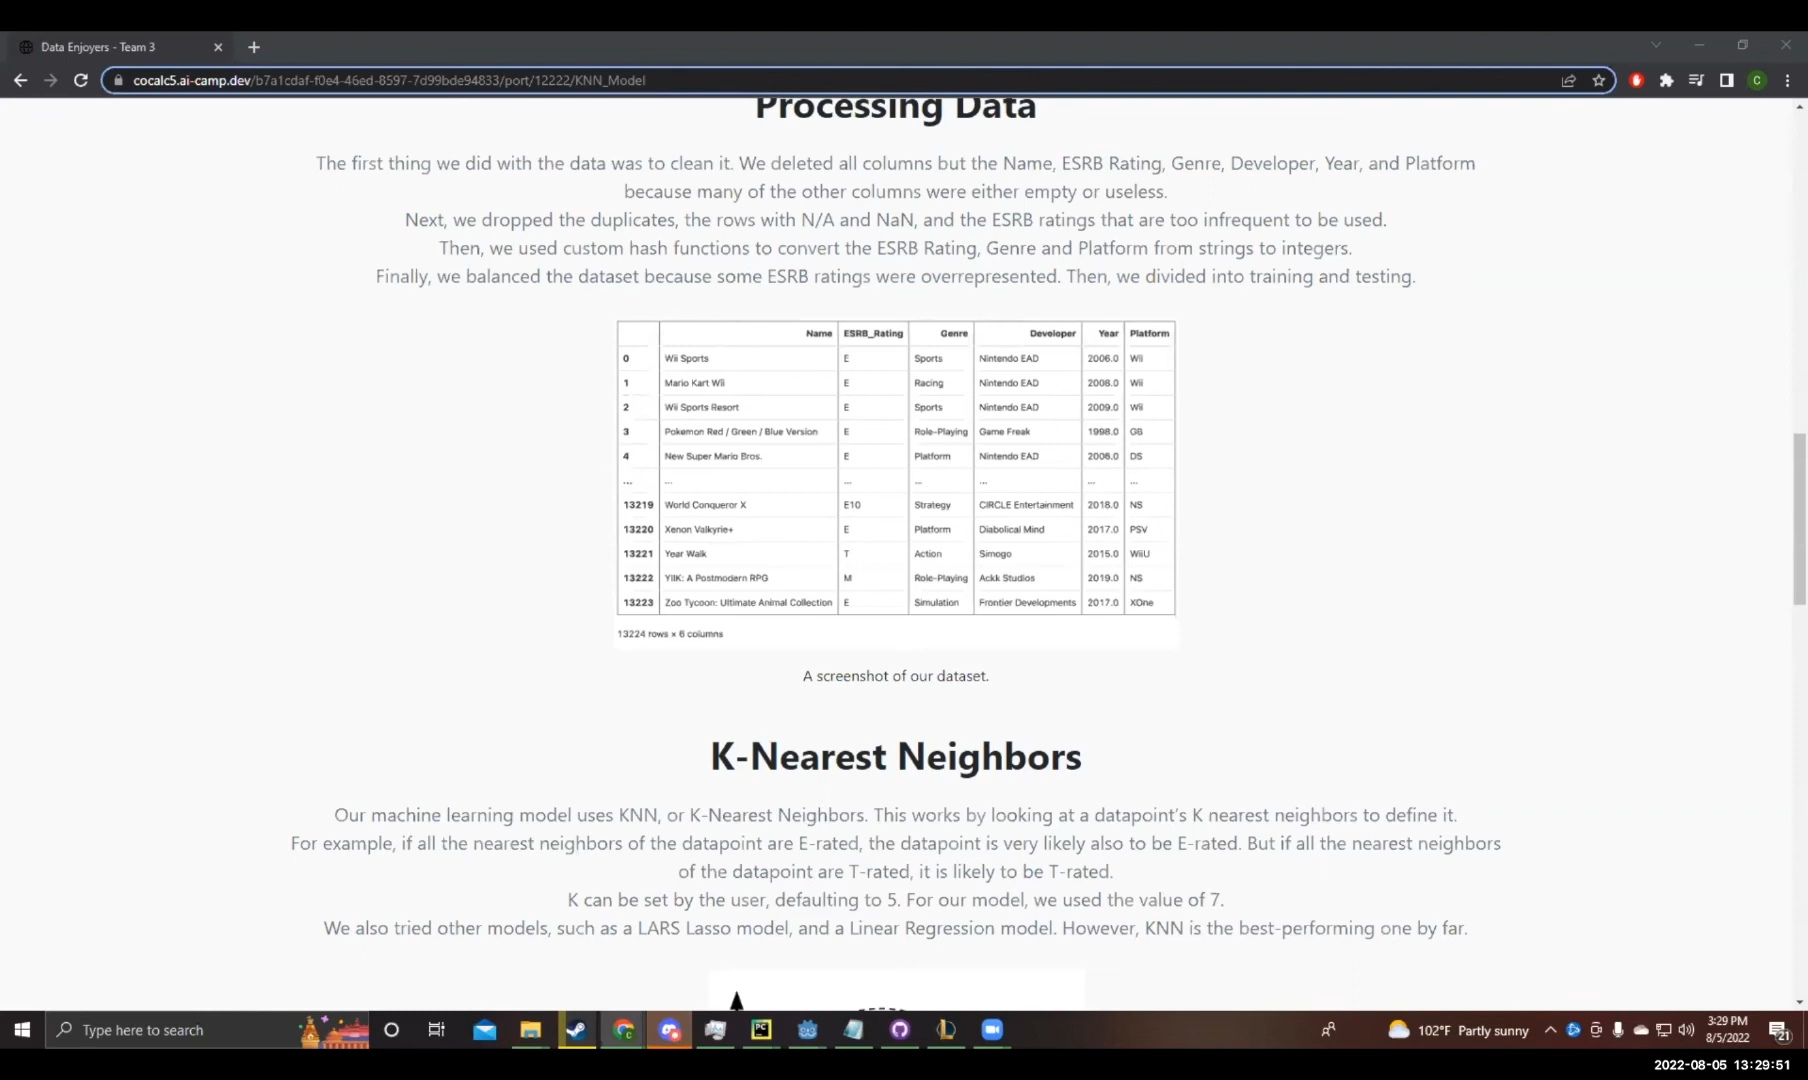 Data Enjoyers - Team 3
cocalc5.ai-camp.dev/b7a1cdaf-f0e4-46ed-8597-7d99bde94833/port/12222/KNN_Model
C
Processing Data
The first thing we did with the data was to clean it. We deleted all columns but the Name, ESRB Rating, Genre, Developer, Year, and Platform
because many of the other columns were either empty or useless.
Next, we dropped the duplicates, the rows with N/A and NaN, and the ESRB ratings that are too infrequent to be used.
Then, we used custom hash functions to convert the ESRB Rating, Genre and Platform from strings to integers.
Finally, we balanced the dataset because some ESRB ratings were overrepresented. Then, we divided into training and testing.
Name ESRB_Rating Genre Developer Year Platform
0 Wii Sports E Sports Nintendo EAD 2006.0 Wii
1 Mario Kart Wii E Racing Nintendo EAD 2008.0 Wii
2 Wii Sports Resort E Sports Nintendo EAD 2009.0 Wii
3 Pokemon Red / Green / Blue Version E Role-Playing Game Freak 1998.0 GB
4 New Super Mario Bros. E Platform Nintendo EAD 2006.0 DS
... ... ... ... ... ... ...
13219 World Conqueror X E10 Strategy CIRCLE Entertainment 2018.0 NS
13220 Xenon Valkyrie+ E Platform Diabolical Mind 2017.0 PSV
13221 Year Walk T Action Simogo 2015.0 WiiU
13222 YIIK: A Postmodern RPG M Role-Playing Ackk Studios 2019.0 NS
13223 Zoo Tycoon: Ultimate Animal Collection E Simulation Frontier Developments 2017.0 XOne
13224 rows × 6 columns
A screenshot of our dataset.
K-Nearest Neighbors
Our machine learning model uses KNN, or K-Nearest Neighbors. This works by looking at a datapoint's K nearest neighbors to define it.
For example, if all the nearest neighbors of the datapoint are E-rated, the datapoint is very likely also to be E-rated. But if all the nearest neighbors
of the datapoint are T-rated, it is likely to be T-rated.
K can be set by the user, defaulting to 5. For our model, we used the value of 7.
We also tried other models, such as a LARS Lasso model, and a Linear Regression model. However, KNN is the best-performing one by far.
Type here to search
PC
102°F Partly sunny
3:29 PM
8/5/2022
21
2022-08-05 13:29:51